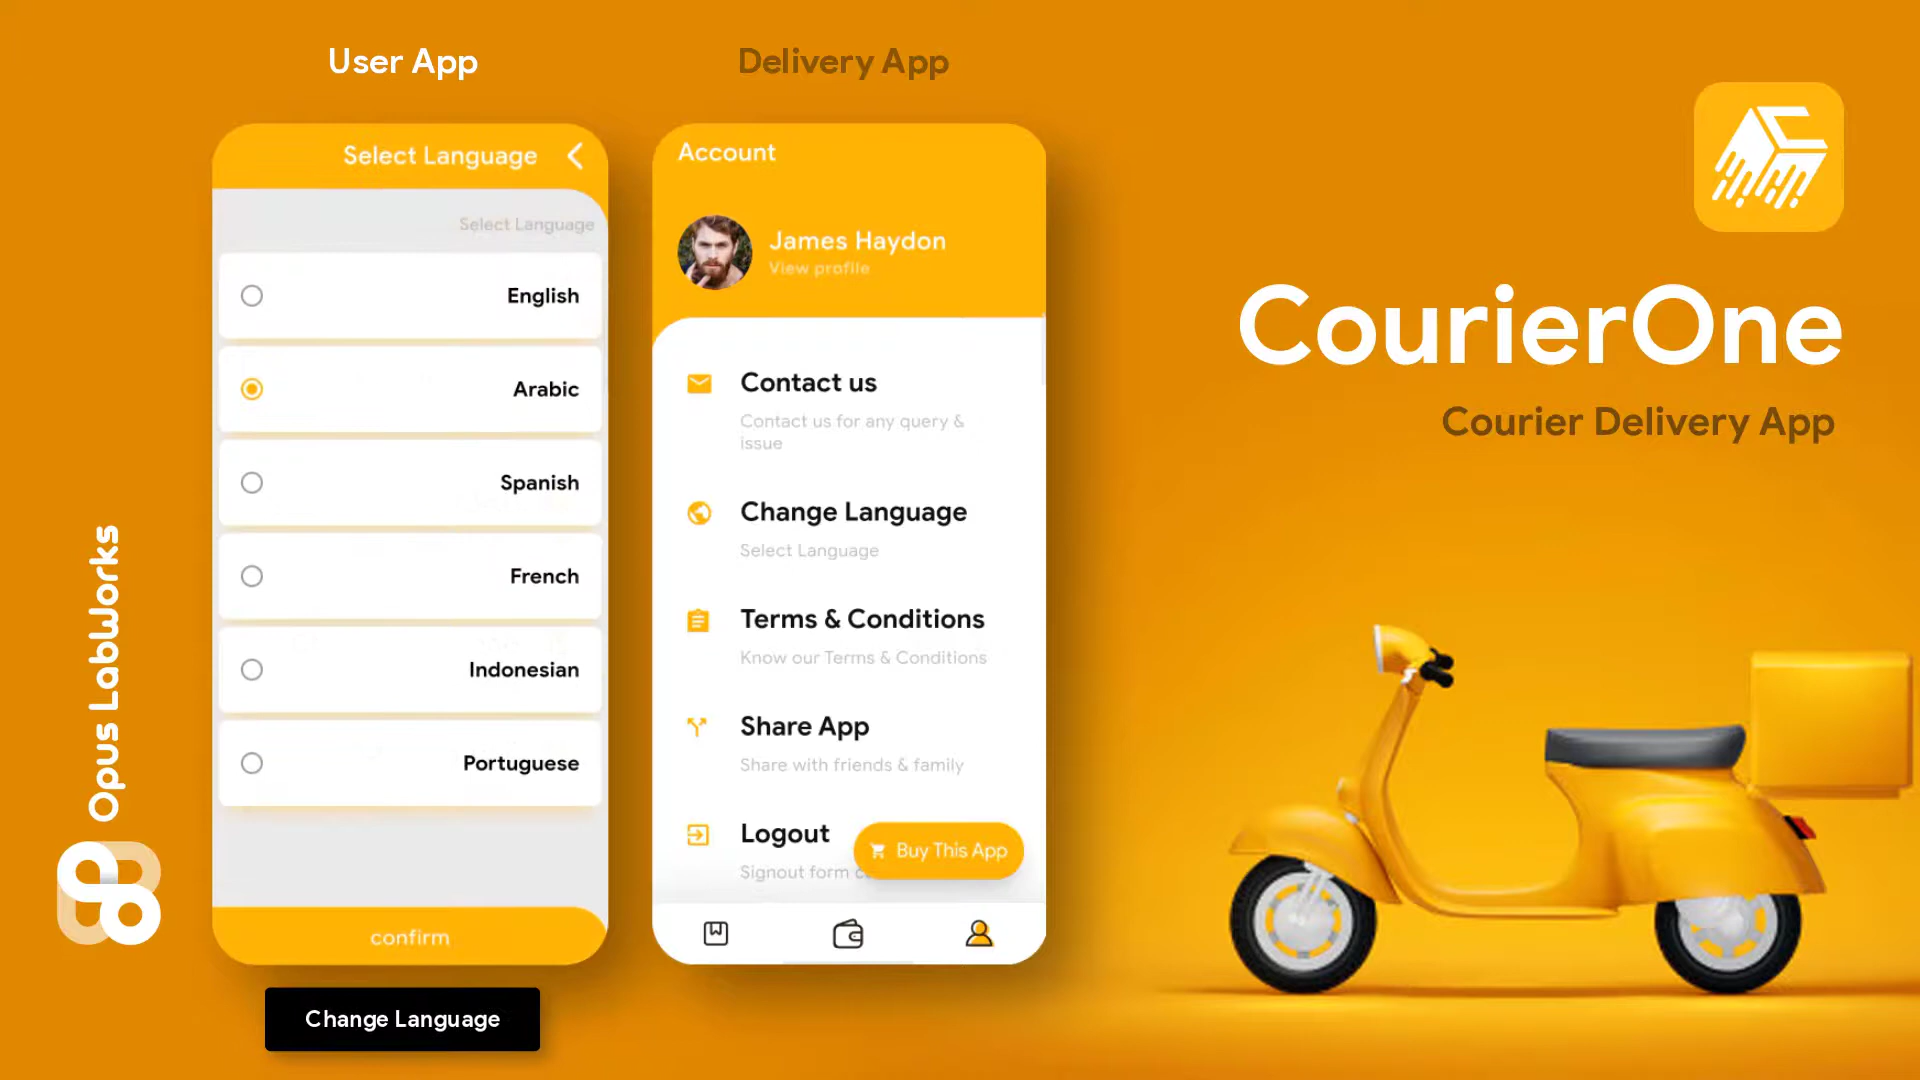 User App
Delivery App
Select Language
Select Language
English
Arabic
Spanish
French
Indonesian
Portuguese
confirm
Change Language
Account
James Haydon
View profile
Contact us
Contact us for any query &
issue
Change Language
Select Language
Terms & Conditions
Know our Terms & Conditions
Share App
Share with friends & family
Logout
Signout form
Buy This App
CourierOne
Courier Delivery App
Opus LabWorks